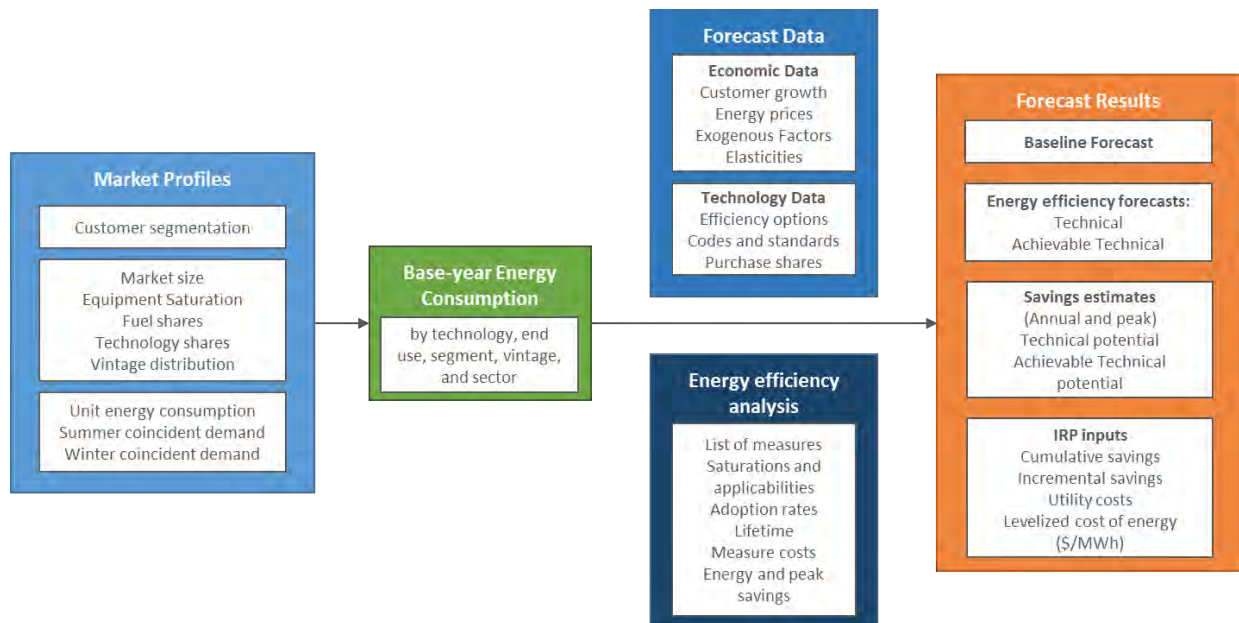 Market Profiles
Customer segmentation
Market size
Equipment Saturation
Fuel shares
Technology shares
Vintage distribution
Unit energy consumption
Summer coincident demand
Winter coincident demand
Base-year Energy
Consumption
by technology, end
use, segment, vintage,
and sector
Forecast Data
Economic Data
Customer growth
Energy prices
Exogenous Factors
Elasticities
Technology Data
Efficiency options
Codes and standards
Purchase shares
Energy efficiency
analysis
List of measures
Saturations and
applicabilities
Adoption rates
Lifetime
Measure costs
Energy and peak
savings
Forecast Results
Baseline Forecast
Energy efficiency forecasts:
Technical
Achievable Technical
Savings estimates
(Annual and peak)
Technical potential
Achievable Technical
potential
IRP inputs
Cumulative savings
Incremental savings
Utility costs
Levelized cost of energy
($/MWh)